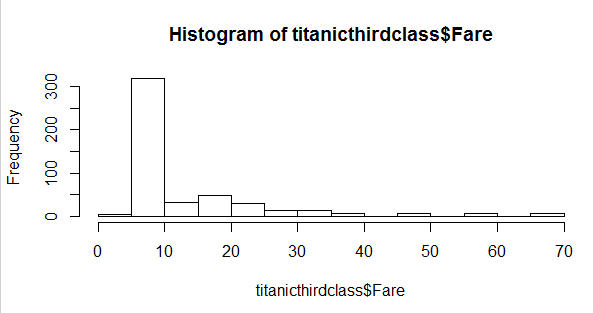 Histogram of titanicthirdclass$Fare
Frequency
300
200
100
0
0 10 20 30 40 50 60 70
titanicthirdclass$Fare